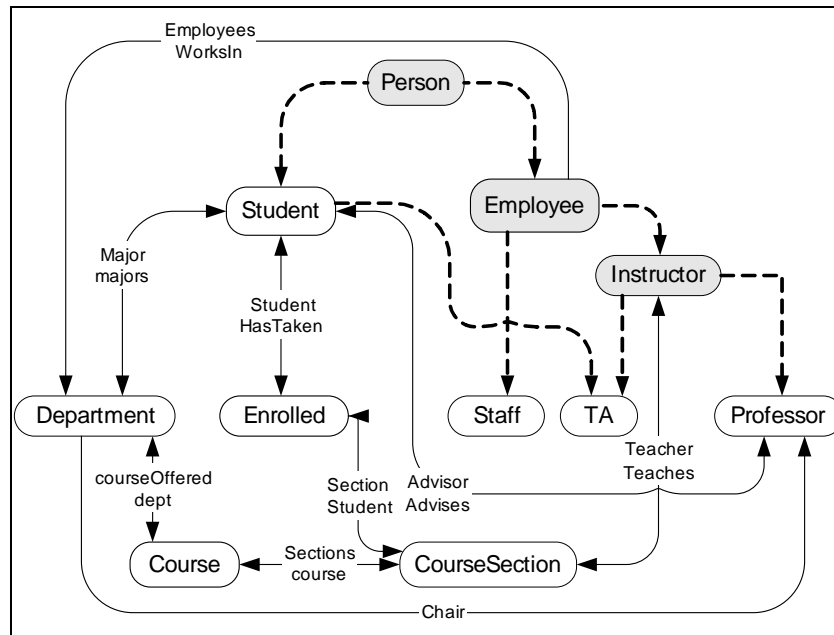 Employees
WorksIn
Person
Student
Employee
Instructor
Major
majors
Student
HasTaken
Department
Enrolled
Staff
TA
Professor
courseOffered
dept
Section
Student
Advisor
Advises
Teacher
Teaches
Course
Sections
course
CourseSection
Chair